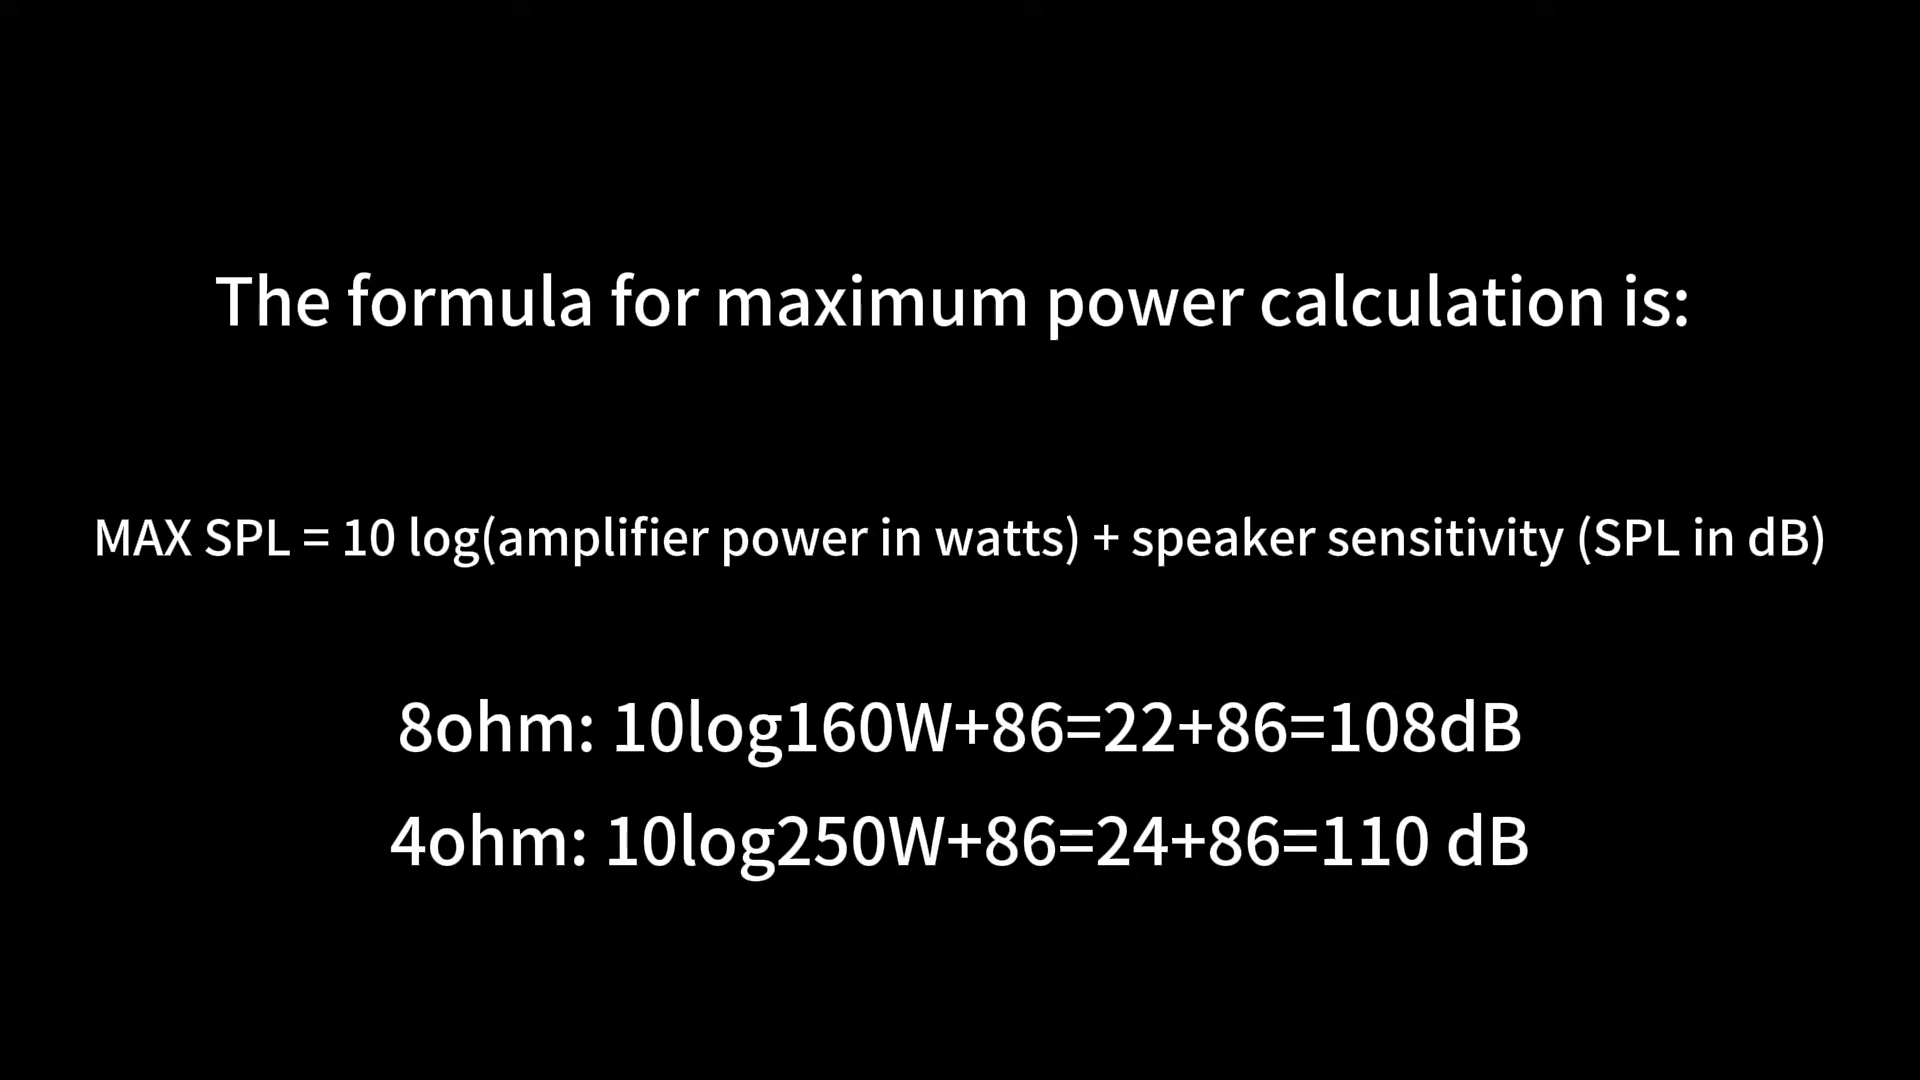 The formula for maximum power calculation is:
MAX SPL = 10 log(amplifier power in watts) + speaker sensitivity (SPL in dB)
8ohm: 10log160W+86=22+86=108dB
4ohm: 10log250W+86=24+86=110 dB